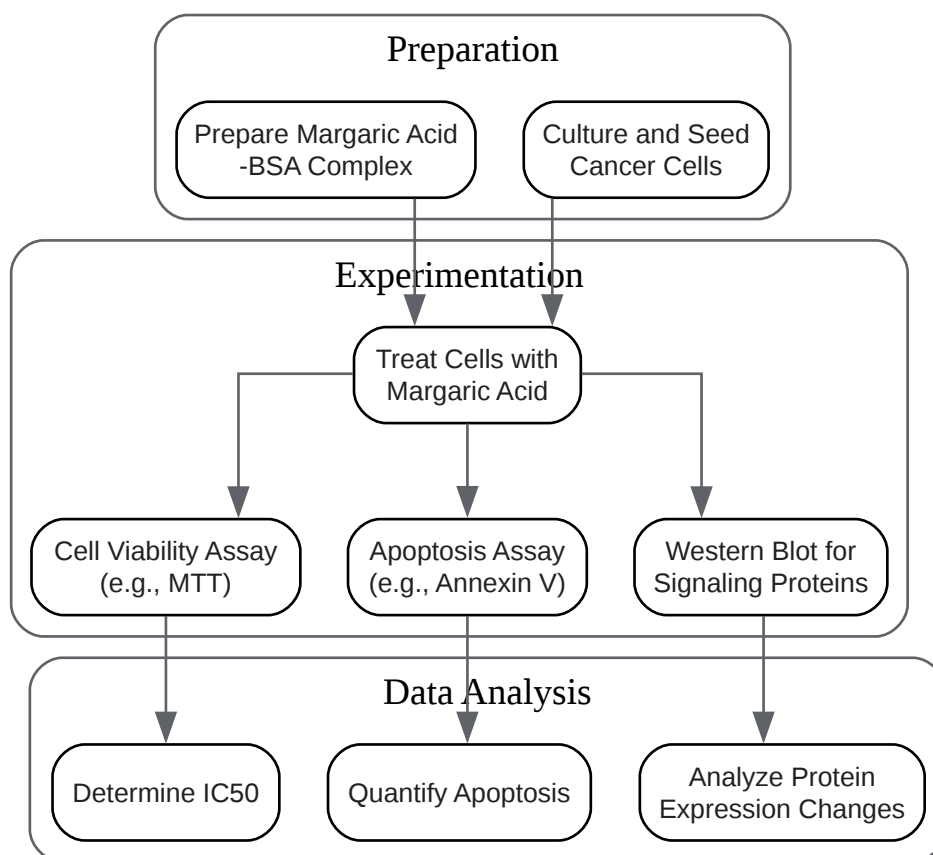 Preparation
Prepare Margaric Acid
-BSA Complex
Culture and Seed
Cancer Cells
Experimentation
Treat Cells with
Margaric Acid
Cell Viability Assay
(e.g., MTT)
Apoptosis Assay
(e.g., Annexin V)
Western Blot for
Signaling Proteins
Data Analysis
Determine IC50
Quantify Apoptosis
Analyze Protein
Expression Changes